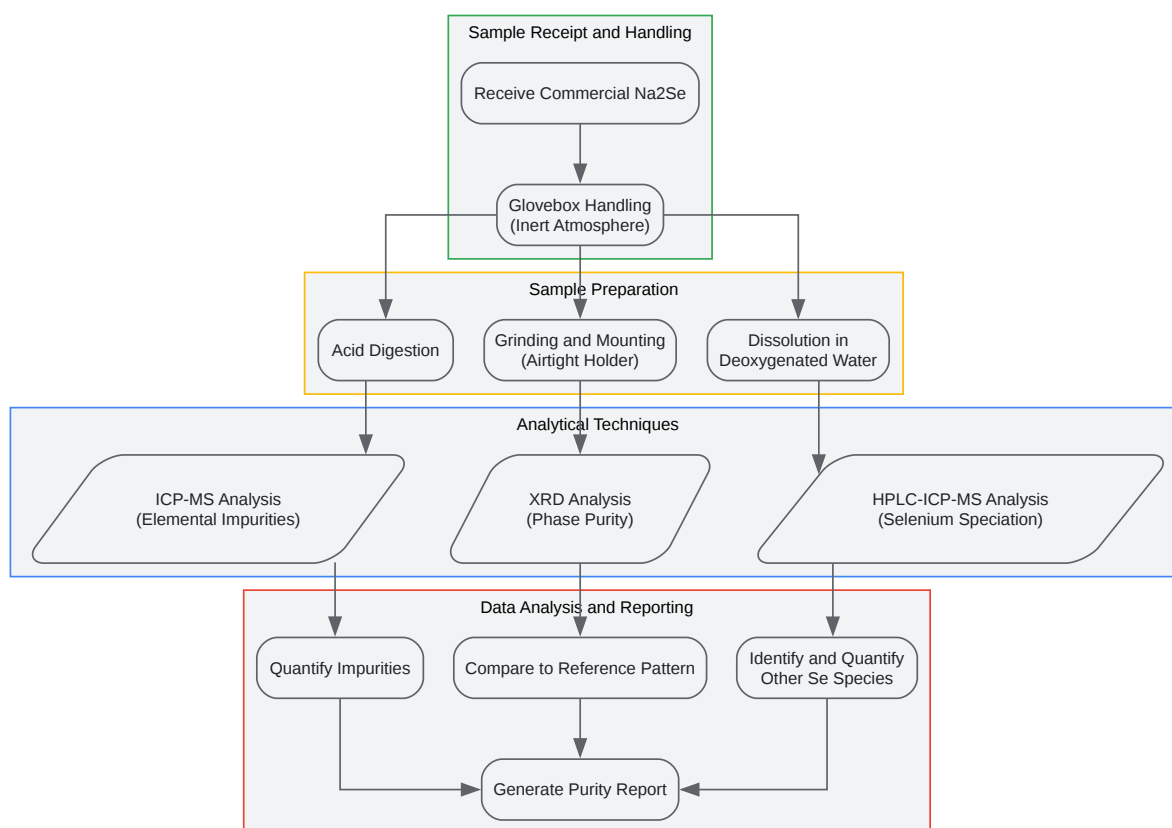 Sample Receipt and Handling
Receive Commercial Na2Se
Glovebox Handling
(Inert Atmosphere)
Sample Preparation
Acid Digestion
Grinding and Mounting
(Airtight Holder)
Dissolution in
Deoxygenated Water
Analytical Techniques
ICP-MS Analysis
(Elemental Impurities)
XRD Analysis
(Phase Purity)
HPLC-ICP-MS Analysis
(Selenium Speciation)
Data Analysis and Reporting
Quantify Impurities
Compare to Reference Pattern
Identify and Quantify
Other Se Species
Generate Purity Report